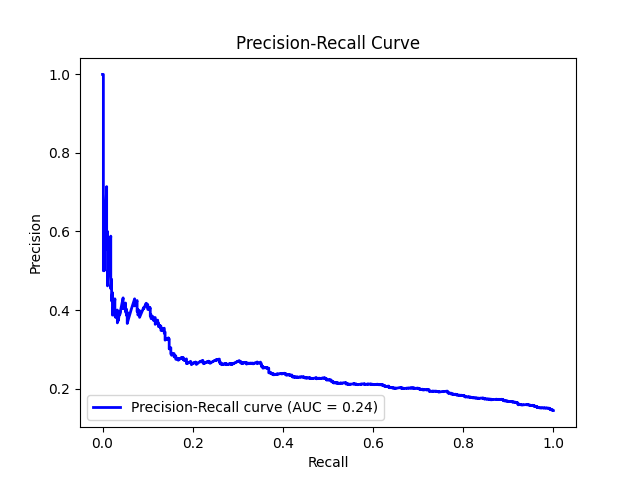 Precision-Recall Curve
1.0
0.8
0.6
0.4
0.2
Precision
Precision-Recall curve (AUC = 0.24)
0.0 0.2 0.4 0.6 0.8 1.0
Recall